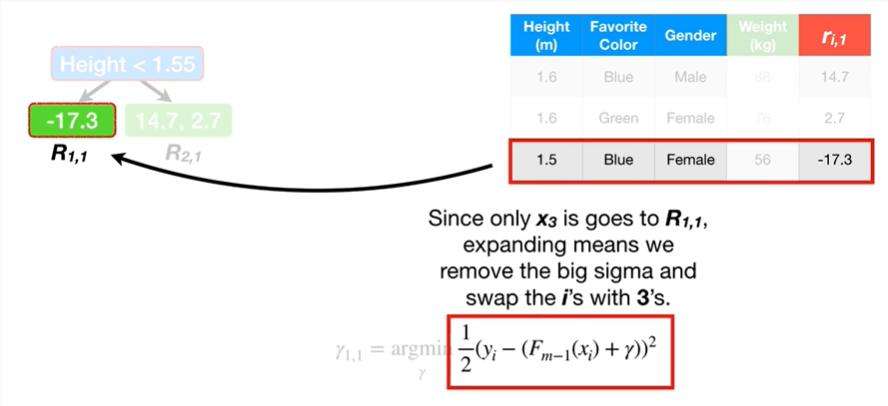 Height < 1.55
-17.3 14.7, 2.7
R1,1 R2,1
Height (m) Favorite Color Gender Weight (kg) ri,1
1.6 Blue Male 88 14.7
1.6 Green Female 76 2.7
1.5 Blue Female 56 -17.3
Since only x3 is goes to R1,1,
expanding means we
remove the big sigma and
swap the i's with 3's.
γ1,1 = argmin γ 1/2 (yi − (Fm−1(xi) + γ))²